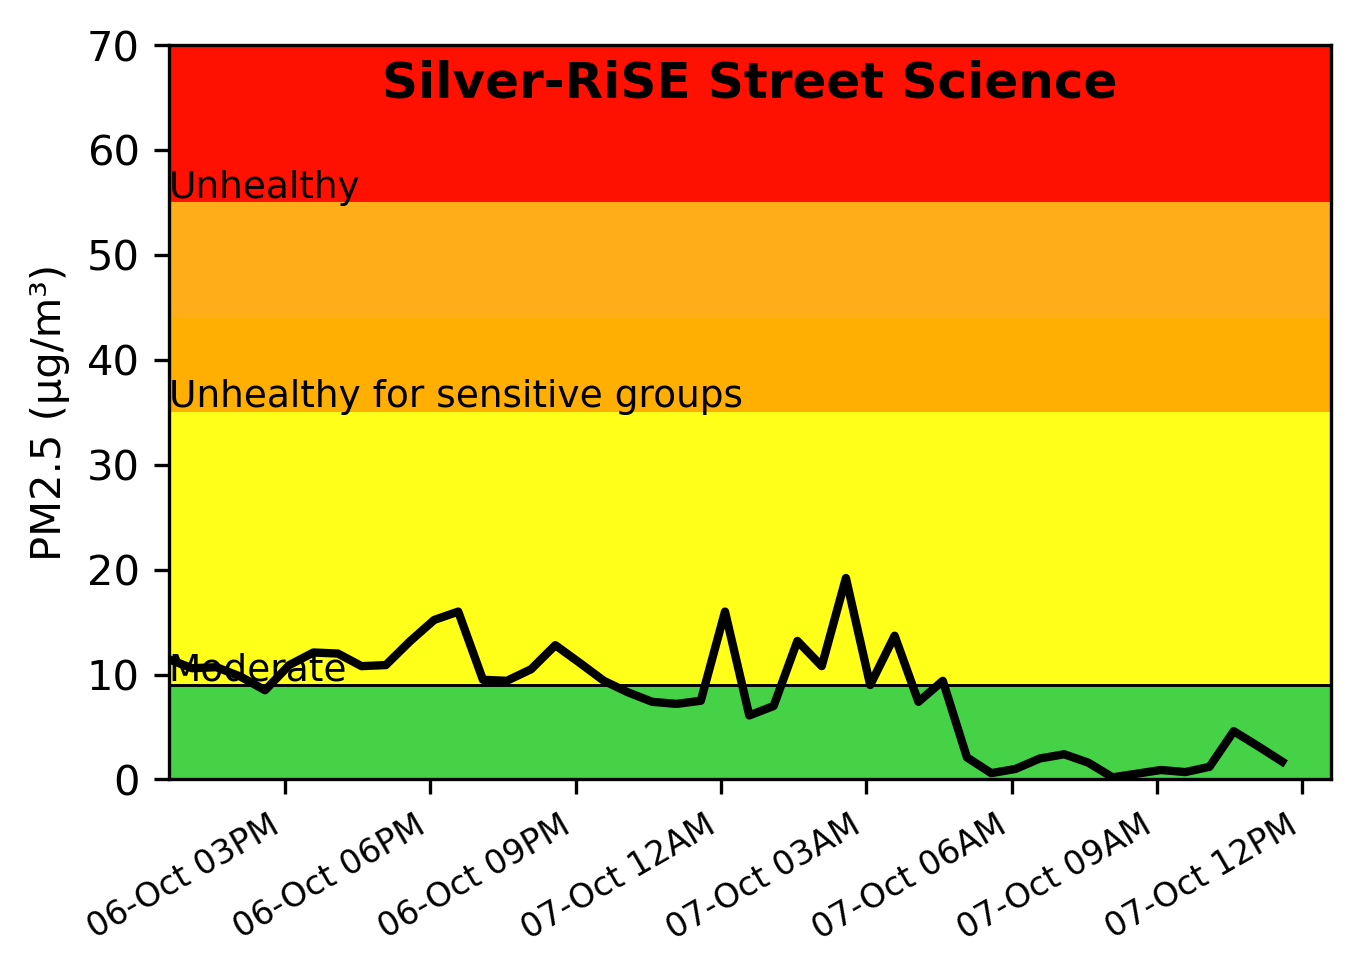 Silver-RiSE Street Science
PM2.5 (µg/m³)
70
60
50
40
30
20
10
0
Unhealthy
Unhealthy for sensitive groups
Moderate
06-Oct 03PM
06-Oct 06PM
06-Oct 09PM
07-Oct 12AM
07-Oct 03AM
07-Oct 06AM
07-Oct 09AM
07-Oct 12PM